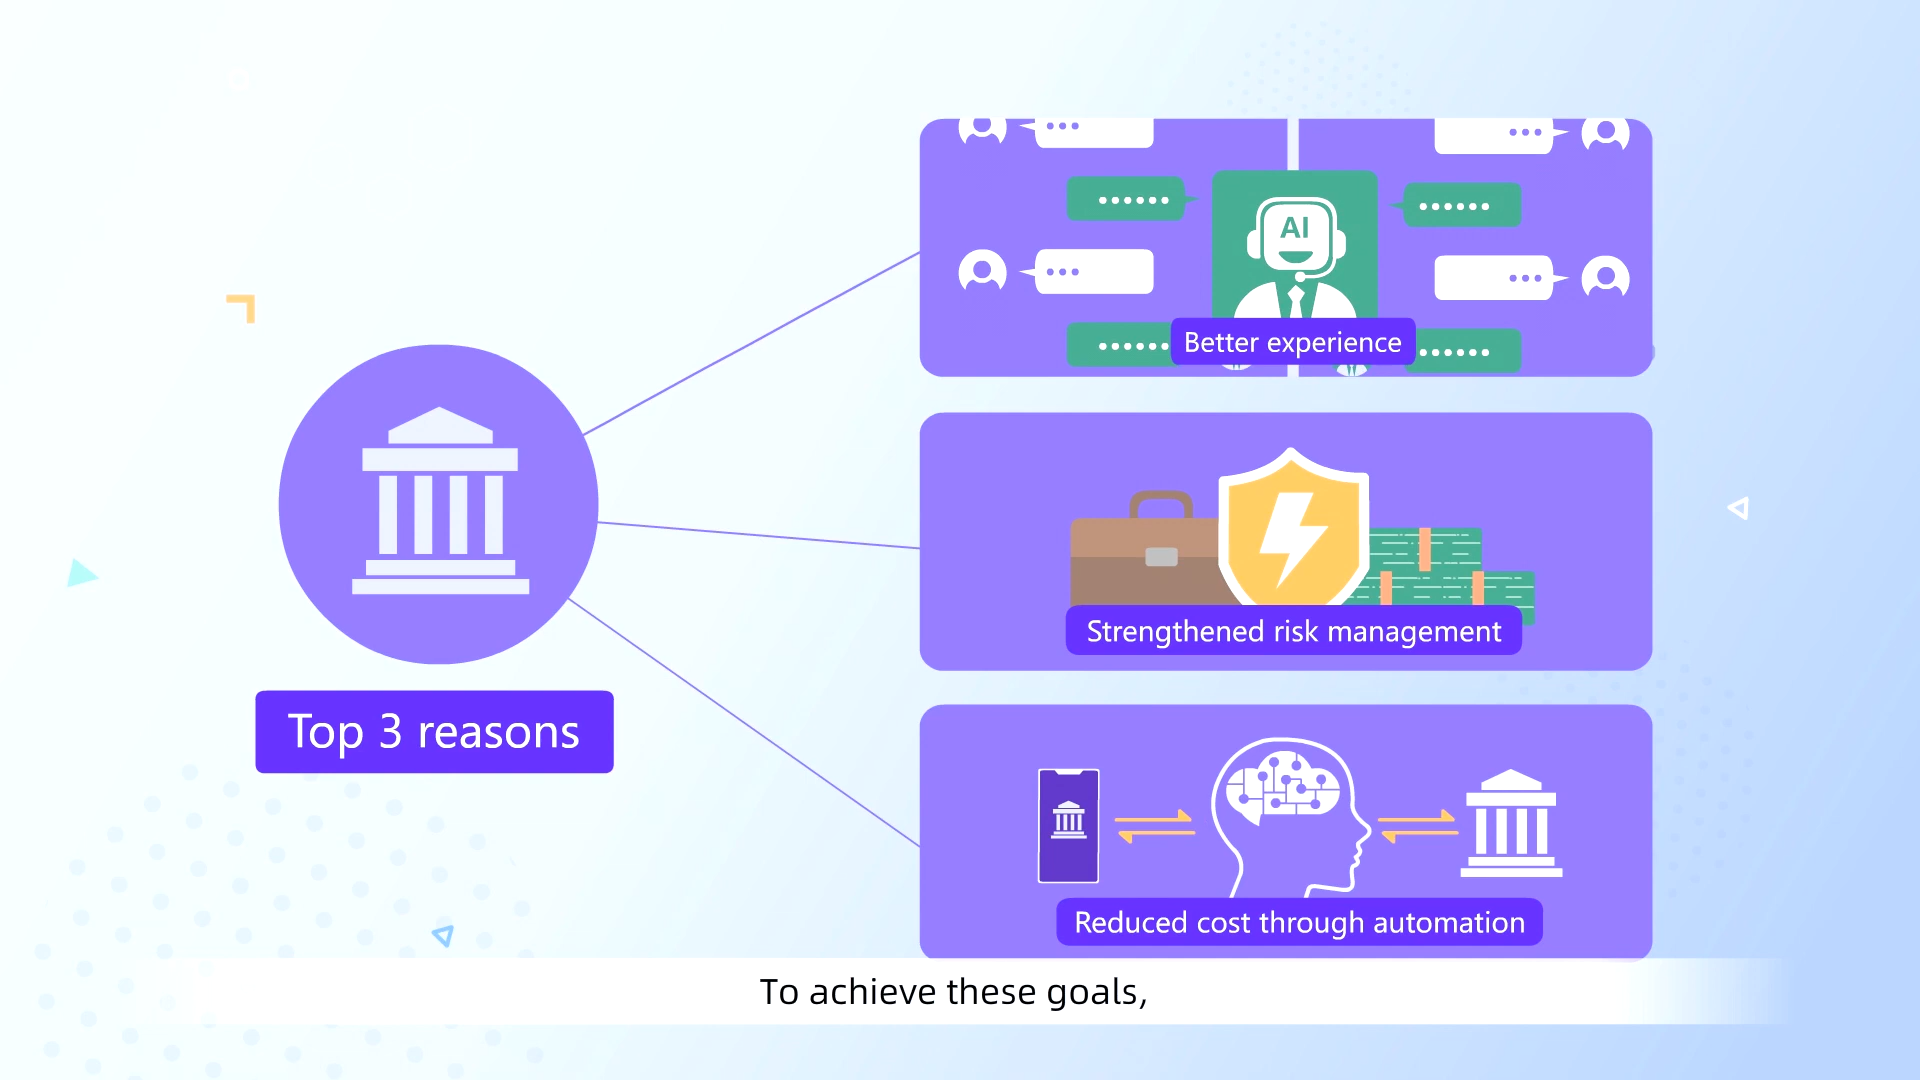 AI
Better experience
Strengthened risk management
Top 3 reasons
Reduced cost through automation
To achieve these goals,